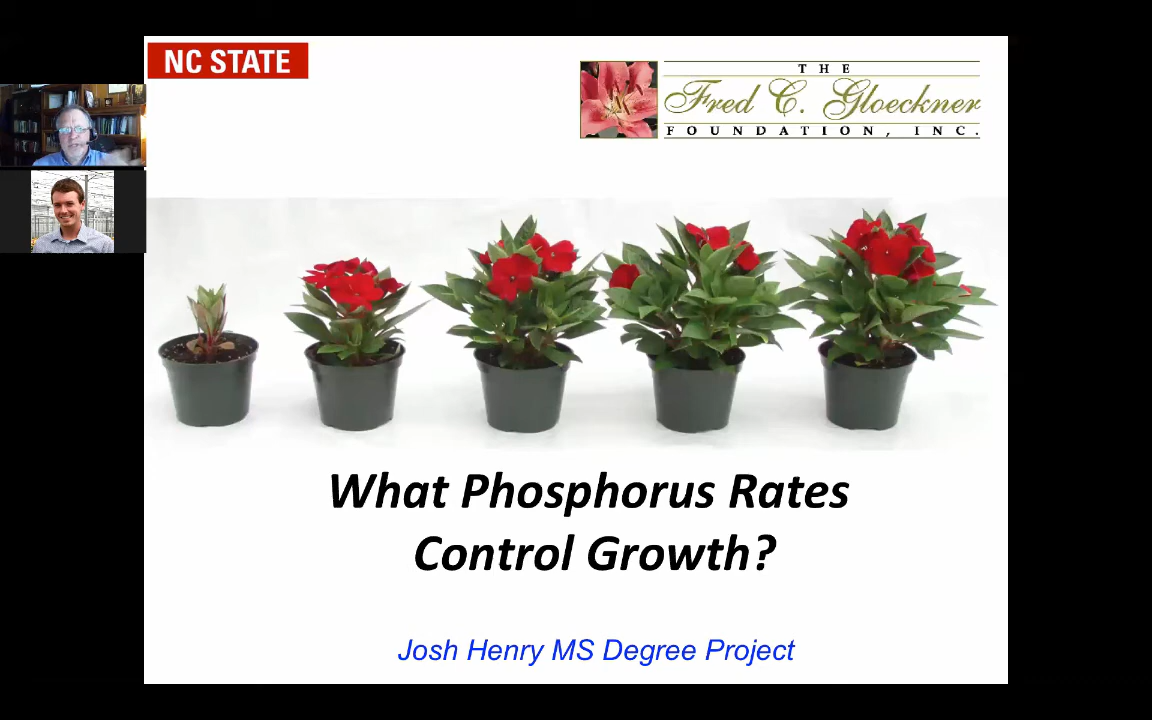 NC STATE
THE
Fred C. Gloeckner
FOUNDATION, INC.
What Phosphorus Rates
Control Growth?
Josh Henry MS Degree Project